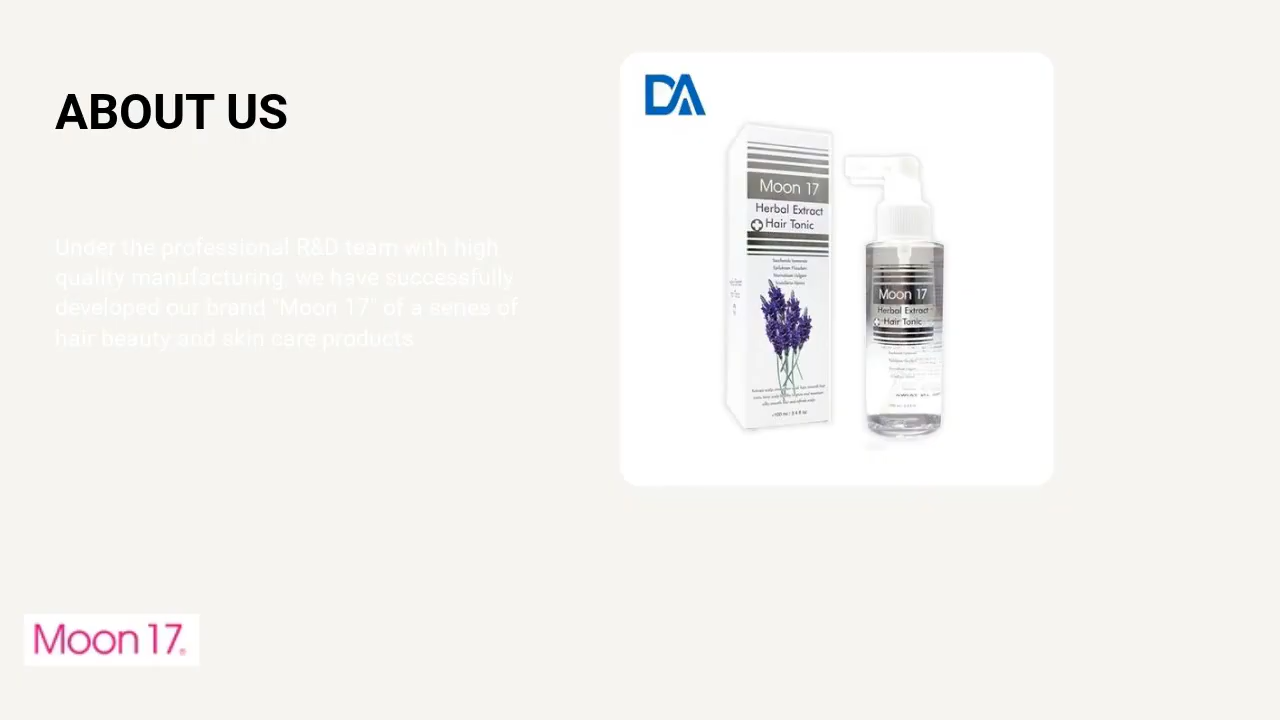 ABOUT US
Under the professional R&D team with high
quality manufacturing, we have successfully
developed our brand "Moon 17" of a series of
hair beauty and skin care products
DA
Moon 17
Herbal Extract
Hair Tonic
Moon 17
Herbal Extract
Hair Tonic
Moon 17®